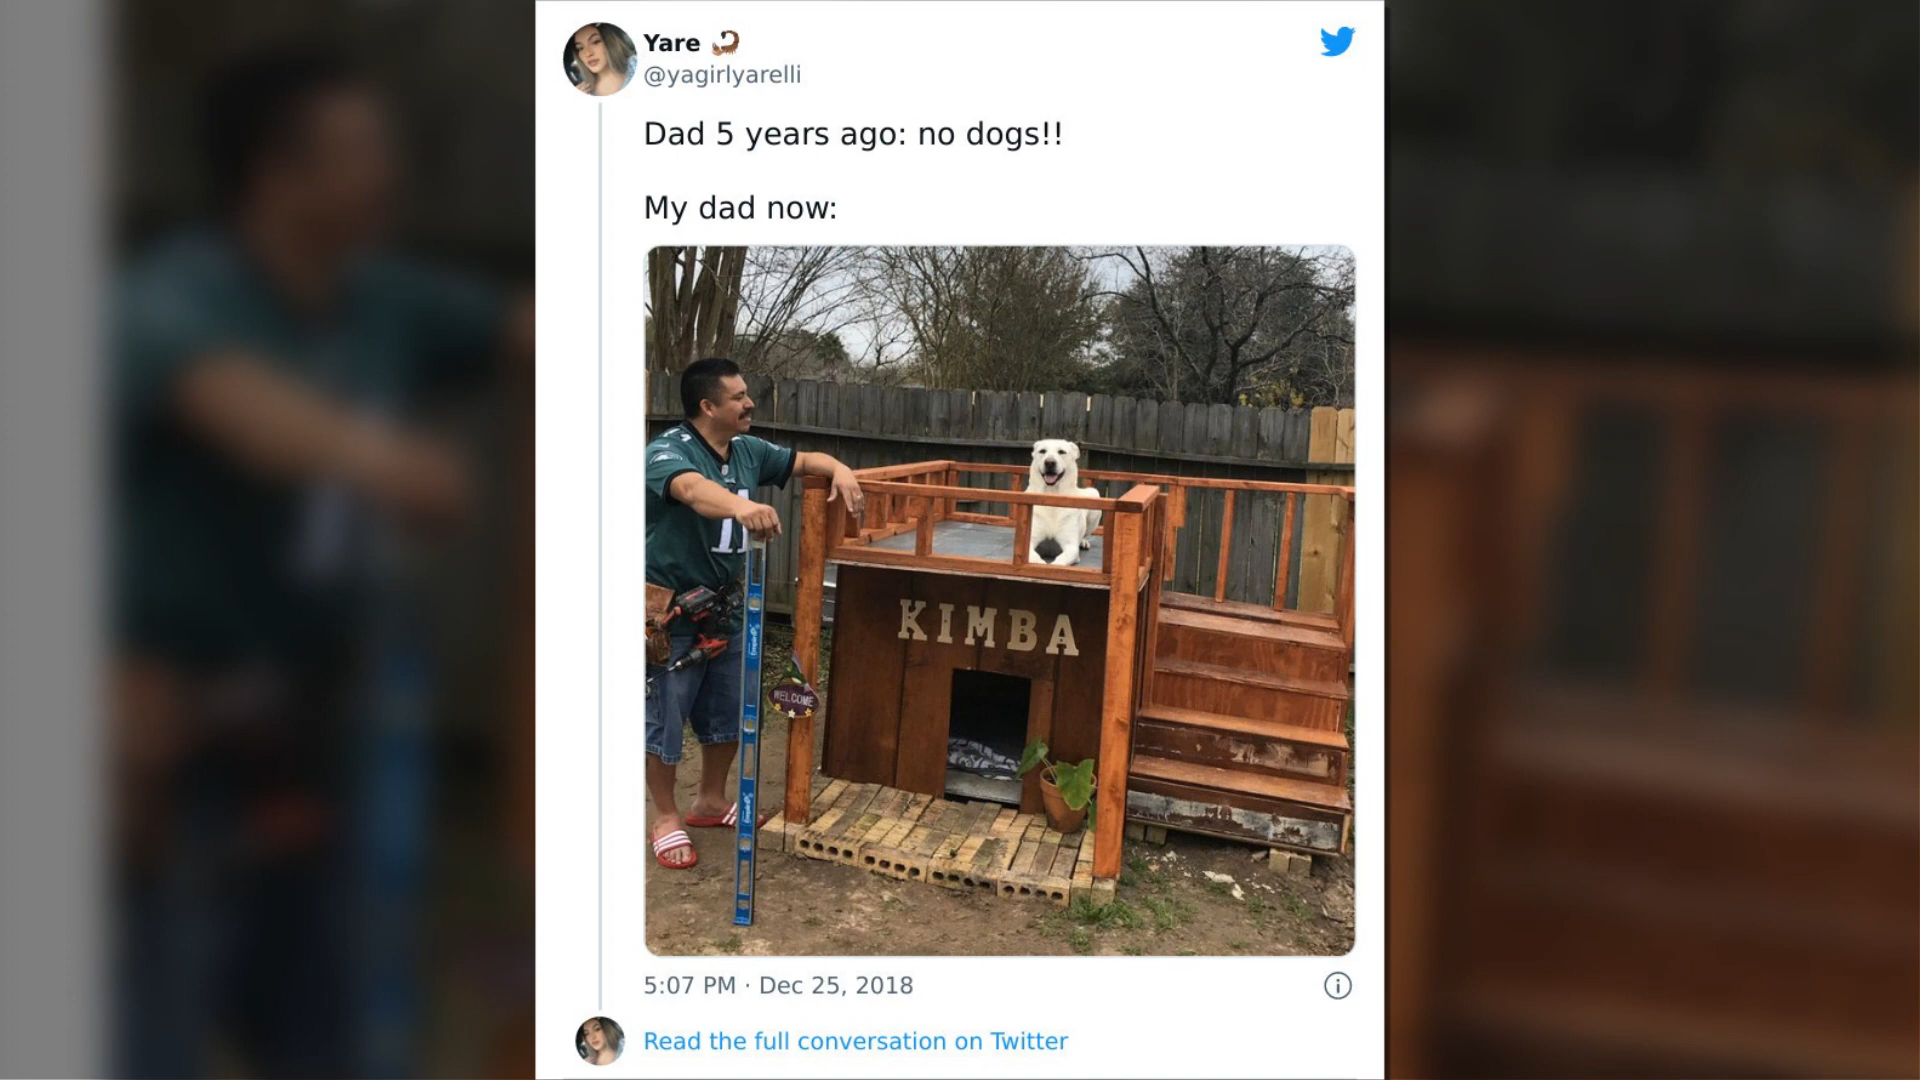 Yare 🦂
@yagirlyarelli
Dad 5 years ago: no dogs!!
My dad now:
KIMBA
WELCOME
5:07 PM · Dec 25, 2018
Read the full conversation on Twitter